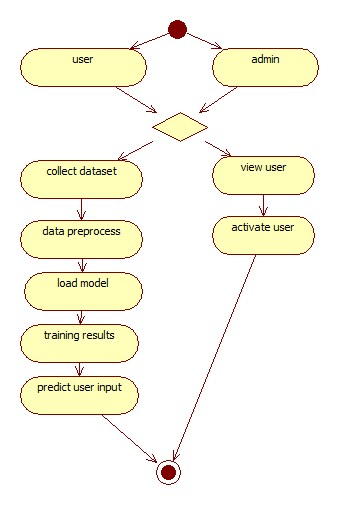 user
admin
collect dataset
view user
data preprocess
activate user
load model
training results
predict user input